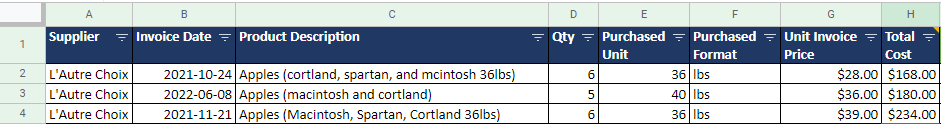 A B C D E F G H
1 Supplier Invoice Date Product Description Qty Purchased Unit Purchased Format Unit Invoice Price Total Cost
2 L'Autre Choix 2021-10-24 Apples (cortland, spartan, and mcintosh 36lbs) 6 36 lbs $28.00 $168.00
3 L'Autre Choix 2022-06-08 Apples (macintosh and cortland) 5 40 lbs $36.00 $180.00
4 L'Autre Choix 2021-11-21 Apples (Macintosh, Spartan, Cortland 36lbs) 6 36 lbs $39.00 $234.00